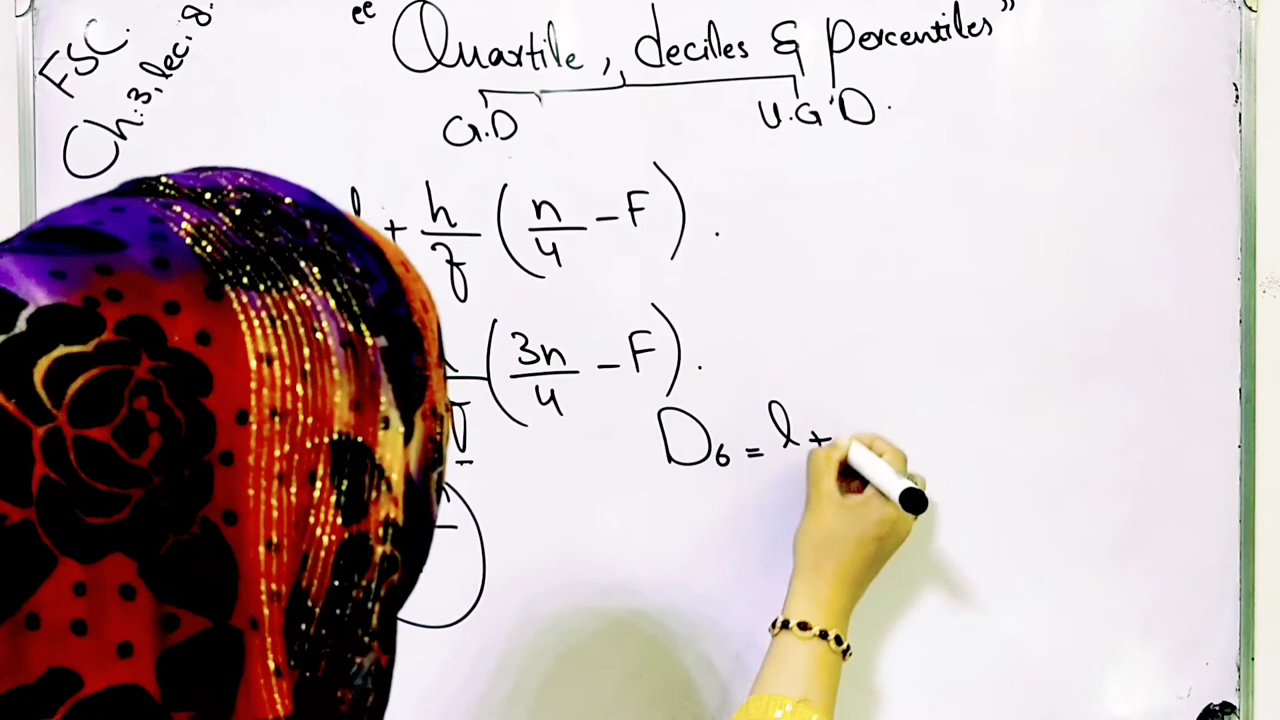 FSC.
Ch:3, lec:8.
“Quartile, deciles & percentiles”
G.D
U.G.D.
l + h/f (n/4 - F).
(3n/4 - F).
D6 = l +